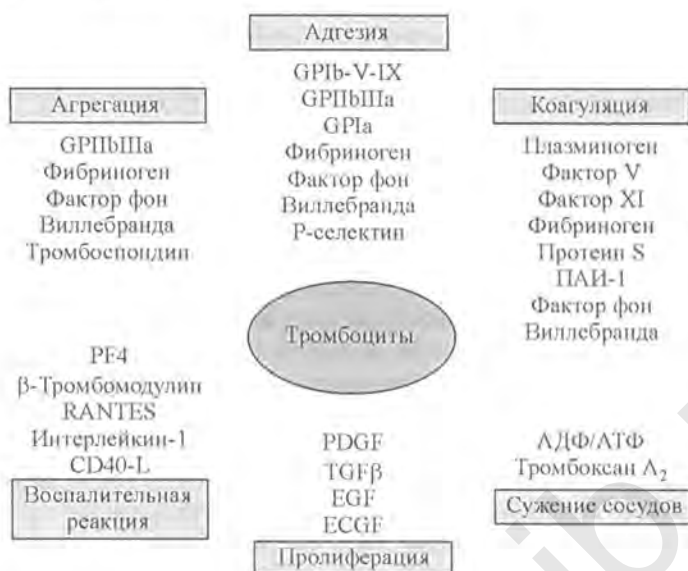 Адгезия
GPIb-V-IX
GPIIbIIIa
GPIa
Фибриноген
Фактор фон
Виллебранда
P-селектин
Агрегация
GPIIbIIIa
Фибриноген
Фактор фон
Виллебранда
Тромбоспондин
Коагуляция
Плазминоген
Фактор V
Фактор XI
Фибриноген
Протеин S
ПАИ-1
Фактор фон
Виллебранда
Тромбоциты
PF4
β-Тромбомодулин
RANTES
Интерлейкин-1
CD40-L
Воспалительная
реакция
PDGF
TGFβ
EGF
ECGF
Пролиферация
АДФ/АТФ
Тромбоксан A₂
Сужение сосудов